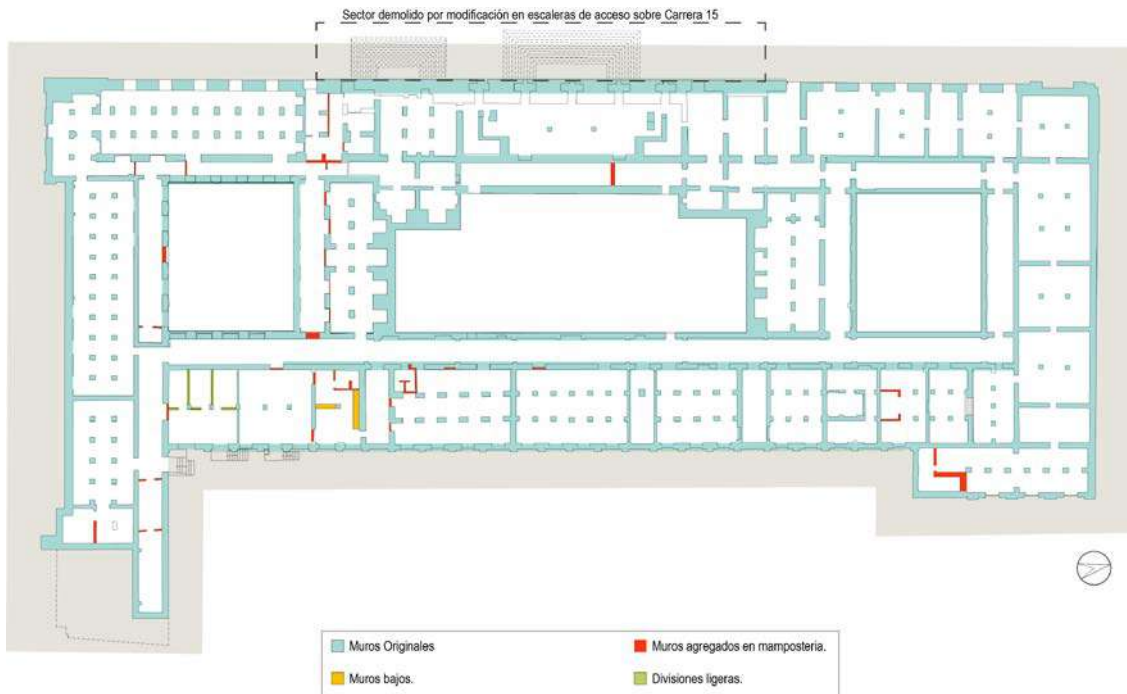 Sector demolido por modificación en escaleras de acceso sobre Carrera 15
Muros Originales
Muros agregados en mamposteria.
Muros bajos.
Divisiones ligeras.